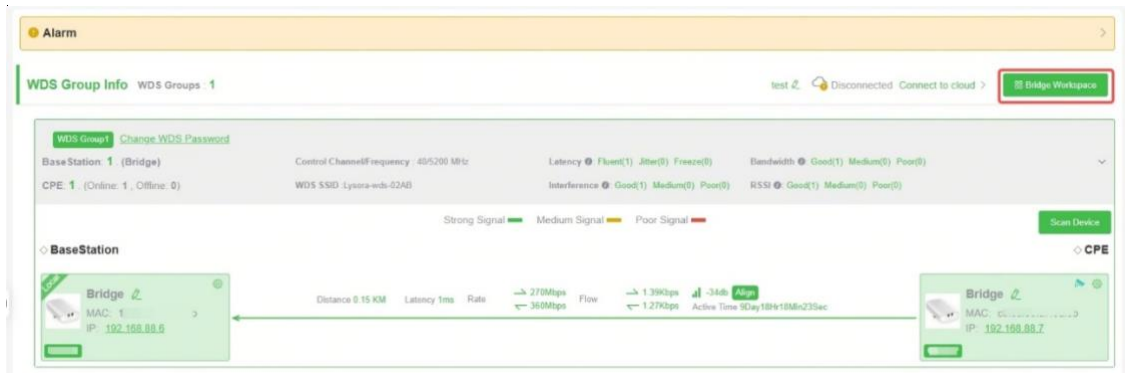 Alarm
WDS Group Info WDS Groups : 1
test Disconnected Connect to cloud > Bridge Workspace
WDS Group1 Change WDS Password
BaseStation: 1 . (Bridge) Control Channel/Frequency : 40/5200 MHz Latency Fluent(1) Jitter(0) Freeze(0) Bandwidth : Good(1) Medium(0) Poor(0)
CPE: 1 . (Online: 1 , Offline: 0) WDS SSID :Lysora-wds-02AB Interference : Good(1) Medium(0) Poor(0) RSSI : Good(1) Medium(0) Poor(0)
Strong Signal Medium Signal Poor Signal
Scan Device
BaseStation
CPE
Local
Bridge
MAC: 1
IP: 192.168.88.6
Distance 0.15 KM Latency 1ms Rate 270Mbps 360Mbps Flow 1.39Kbps 1.27Kbps -34db Align
Active Time 9Day18Hr18Min23Sec
Bridge
MAC:
IP: 192.168.88.7